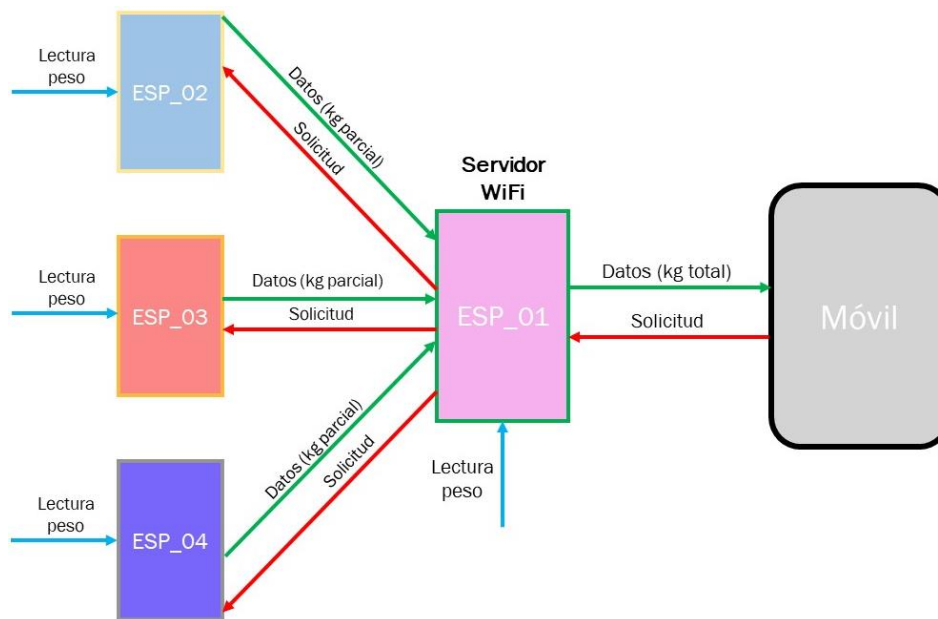 Lectura
peso
ESP_02
Datos (kg parcial)
Solicitud
Servidor
WiFi
Lectura
peso
ESP_03
Datos (kg parcial)
Solicitud
ESP_01
Datos (kg total)
Solicitud
Móvil
Lectura
peso
ESP_04
Datos (kg parcial)
Solicitud
Lectura
peso